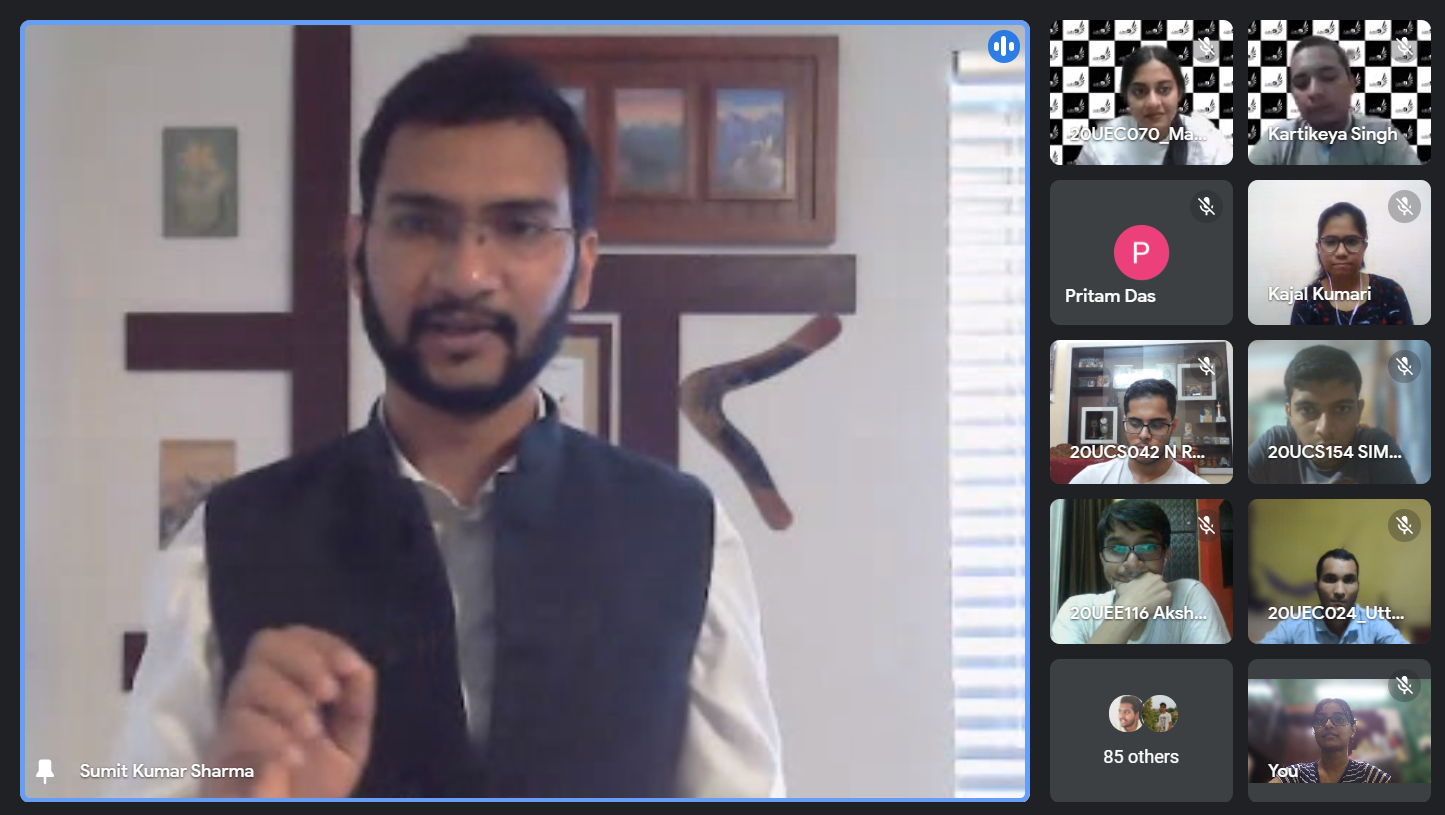 20UEC070_Ma...
Kartikeya Singh
P
Pritam Das
Kajal Kumari
20UCS042 N R...
20UCS154 SIM...
20UEE116 Aksh...
20UEC024_Utt...
85 others
You
Sumit Kumar Sharma